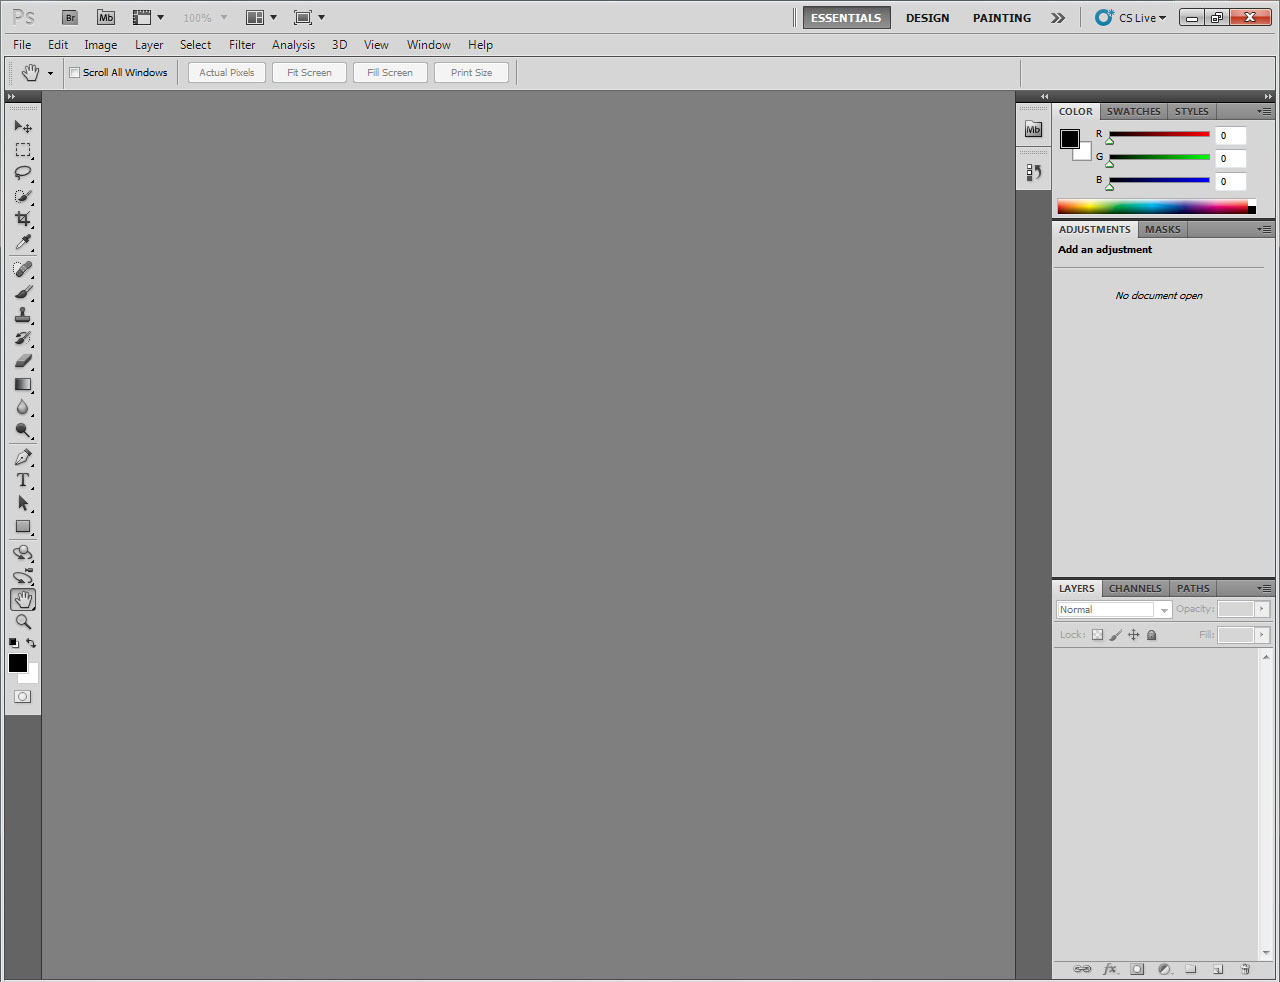 Ps Br Mb 100% ESSENTIALS DESIGN PAINTING CS Live
File Edit Image Layer Select Filter Analysis 3D View Window Help
Scroll All Windows Actual Pixels Fit Screen Fill Screen Print Size
COLOR SWATCHES STYLES
Mb
R 0
G 0
B 0
ADJUSTMENTS MASKS
Add an adjustment
No document open
T
LAYERS CHANNELS PATHS
Normal Opacity:
Lock: Fill:
fx